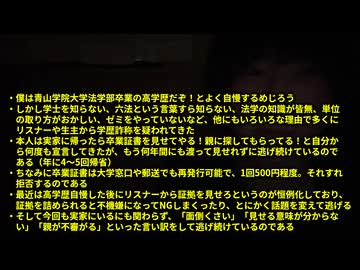 ・僕は青山学院大学法学部卒業の高学歴だぞ！とよく自慢するめじろう
・しかし学士を知らない、六法という言葉すら知らない、法学の知識が皆無、単位
の取り方がおかしい、ゼミをやっていないなど、他にもいろいろな理由で多くに
リスナーや生主から学歴詐称を疑われてきた
・本人は実家に帰ったら卒業証書を見せてやる！親に探してもらってる！と自分か
ら何度も宣言してきたが、もう何年間にも渡って見せれずに逃げ続けているので
ある（年に4～5回帰省）
・ちなみに卒業証書は大学窓口や郵送でも再発行可能で、1回500円程度。それすれ
拒否するのである
・最近は高学歴自慢した後にリスナーから証拠を見せろというのが恒例化しており、
証拠を詰められると不機嫌になってNGしまくったり、とにかく話題を変えて逃げる
・そして今回も実家にいるにも関わらず、「面倒くさい」「見せる意味が分からな
い」「親が不審がる」といった言い訳をして逃げ続けているのである